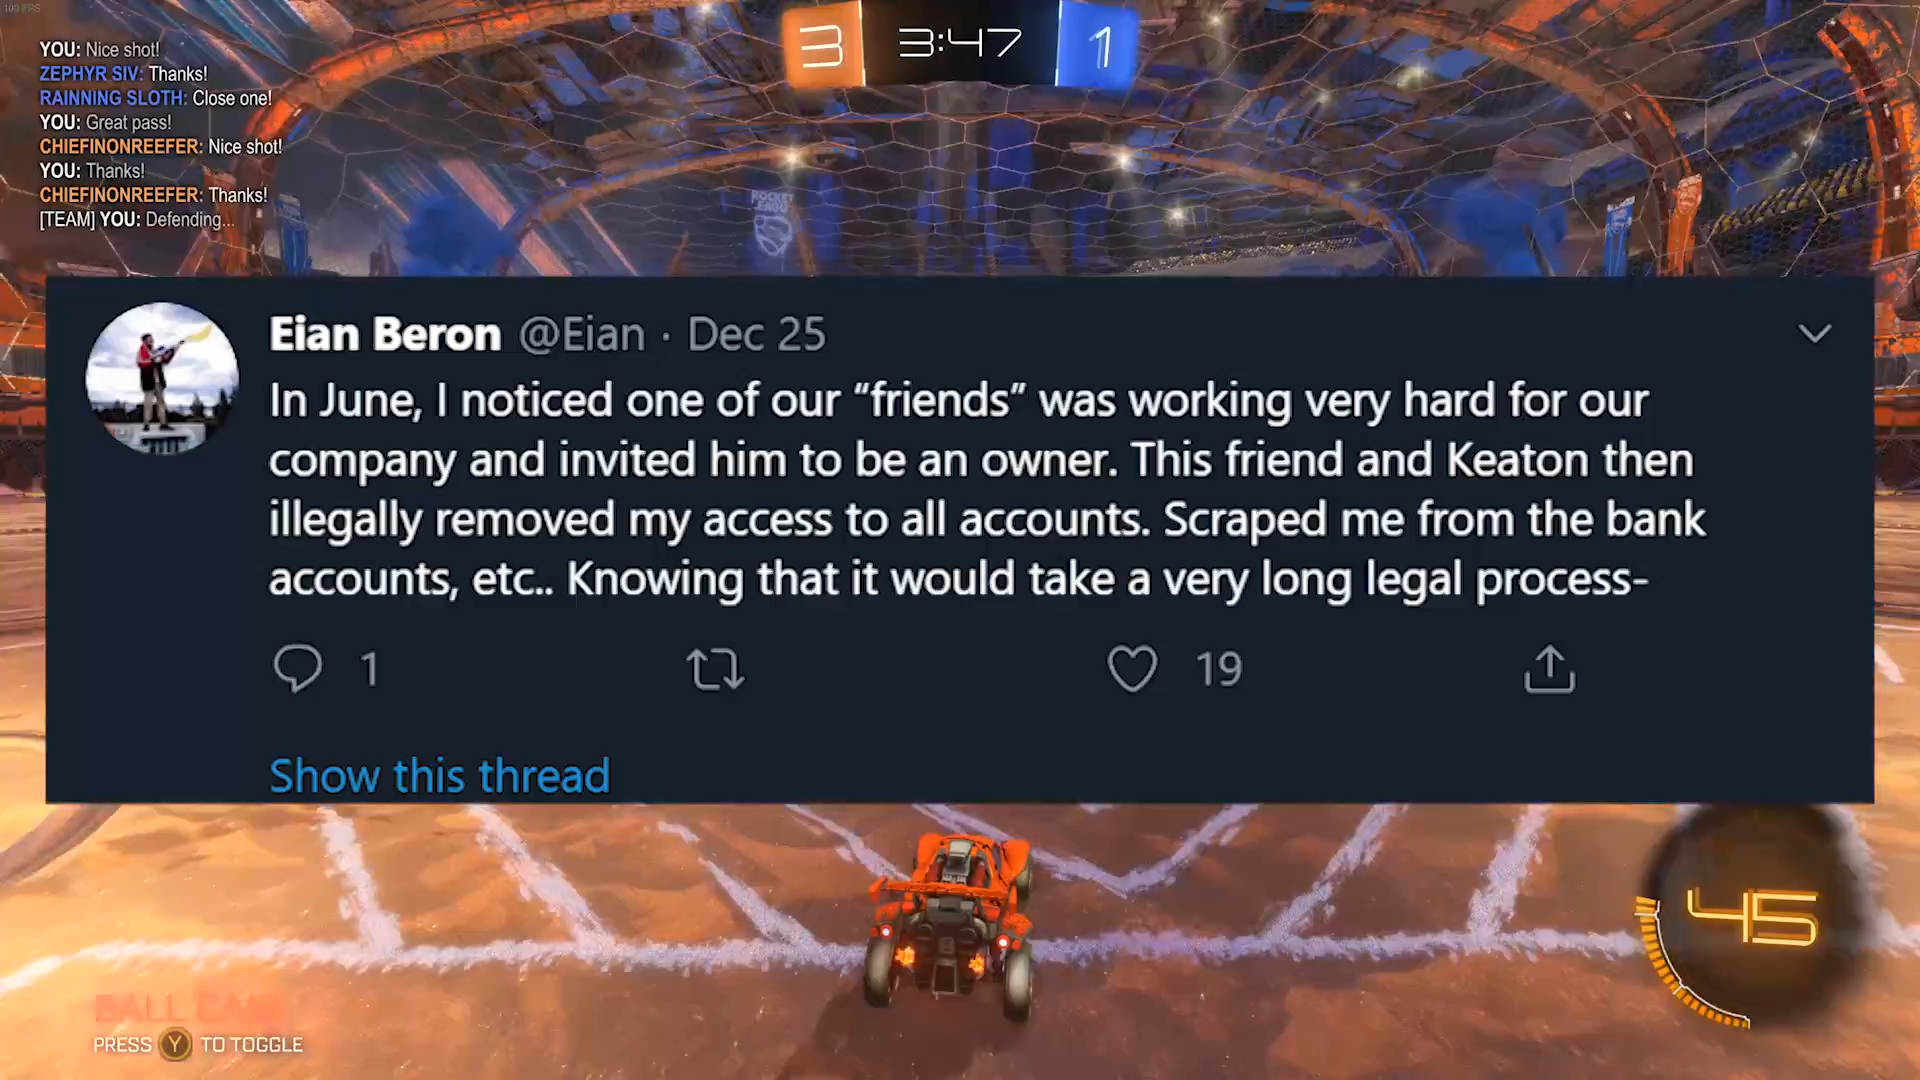 100 FPS
YOU: Nice shot!
ZEPHYR SIV: Thanks!
RAINNING SLOTH: Close one!
YOU: Great pass!
CHIEFINONREEFER: Nice shot!
YOU: Thanks!
CHIEFINONREEFER: Thanks!
[TEAM] YOU: Defending...
3 3:47 1
ROCKET
Eian Beron @Eian · Dec 25
In June, I noticed one of our “friends” was working very hard for our
company and invited him to be an owner. This friend and Keaton then
illegally removed my access to all accounts. Scraped me from the bank
accounts, etc.. Knowing that it would take a very long legal process-
1 19
Show this thread
45
BALL CAM
PRESS Y TO TOGGLE